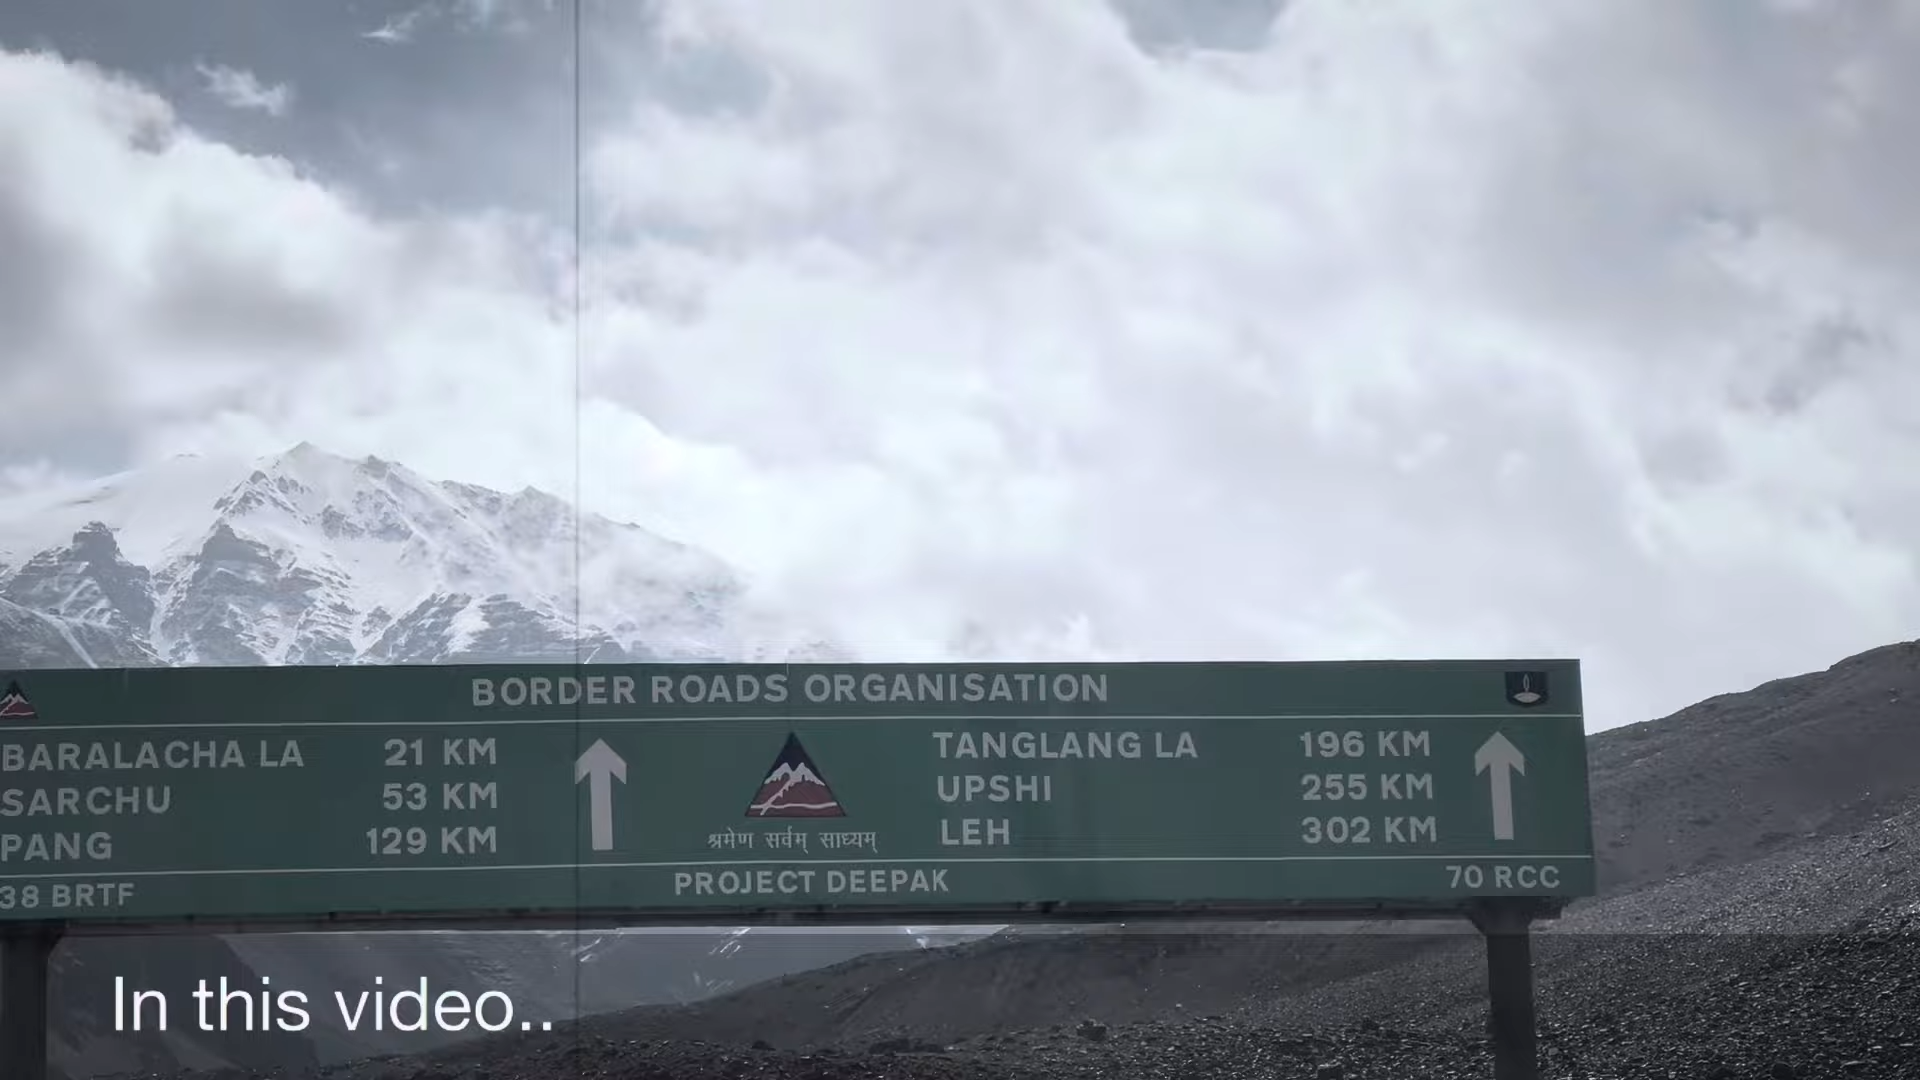 BORDER ROADS ORGANISATION
BARALACHA LA 21 KM
SARCHU 53 KM
PANG 129 KM
श्रमेण सर्वम् साध्यम्
TANGLANG LA 196 KM
UPSHI 255 KM
LEH 302 KM
38 BRTF
PROJECT DEEPAK
70 RCC
In this video..